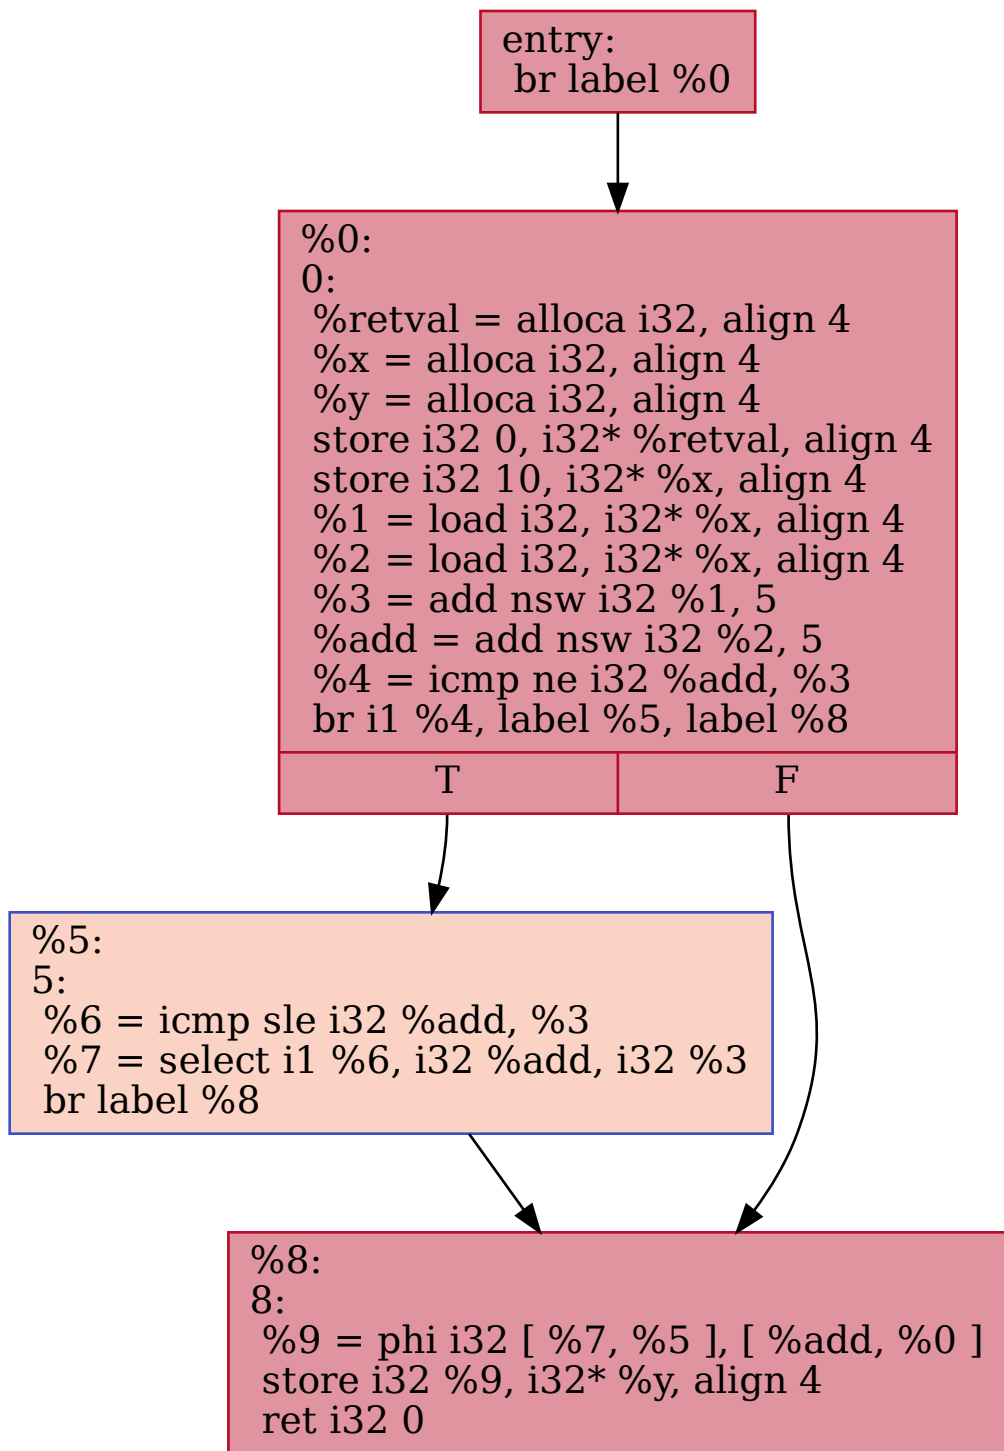 entry:
br label %0
%0:
0:
%retval = alloca i32, align 4
%x = alloca i32, align 4
%y = alloca i32, align 4
store i32 0, i32* %retval, align 4
store i32 10, i32* %x, align 4
%1 = load i32, i32* %x, align 4
%2 = load i32, i32* %x, align 4
%3 = add nsw i32 %1, 5
%add = add nsw i32 %2, 5
%4 = icmp ne i32 %add, %3
br i1 %4, label %5, label %8
T
F
%5:
5:
%6 = icmp sle i32 %add, %3
%7 = select i1 %6, i32 %add, i32 %3
br label %8
%8:
8:
%9 = phi i32 [ %7, %5 ], [ %add, %0 ]
store i32 %9, i32* %y, align 4
ret i32 0